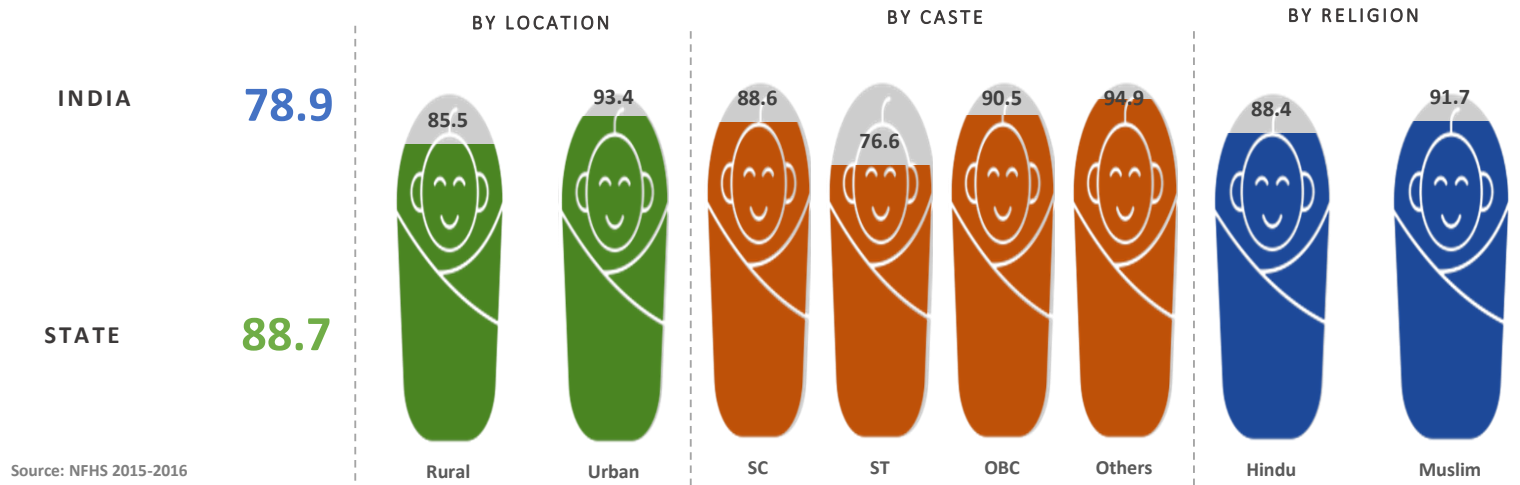 BY LOCATION
BY CASTE
BY RELIGION
INDIA
78.9
STATE
88.7
85.5
93.4
88.6
76.6
90.5
94.9
88.4
91.7
Rural
Urban
SC
ST
OBC
Others
Hindu
Muslim
Source: NFHS 2015-2016